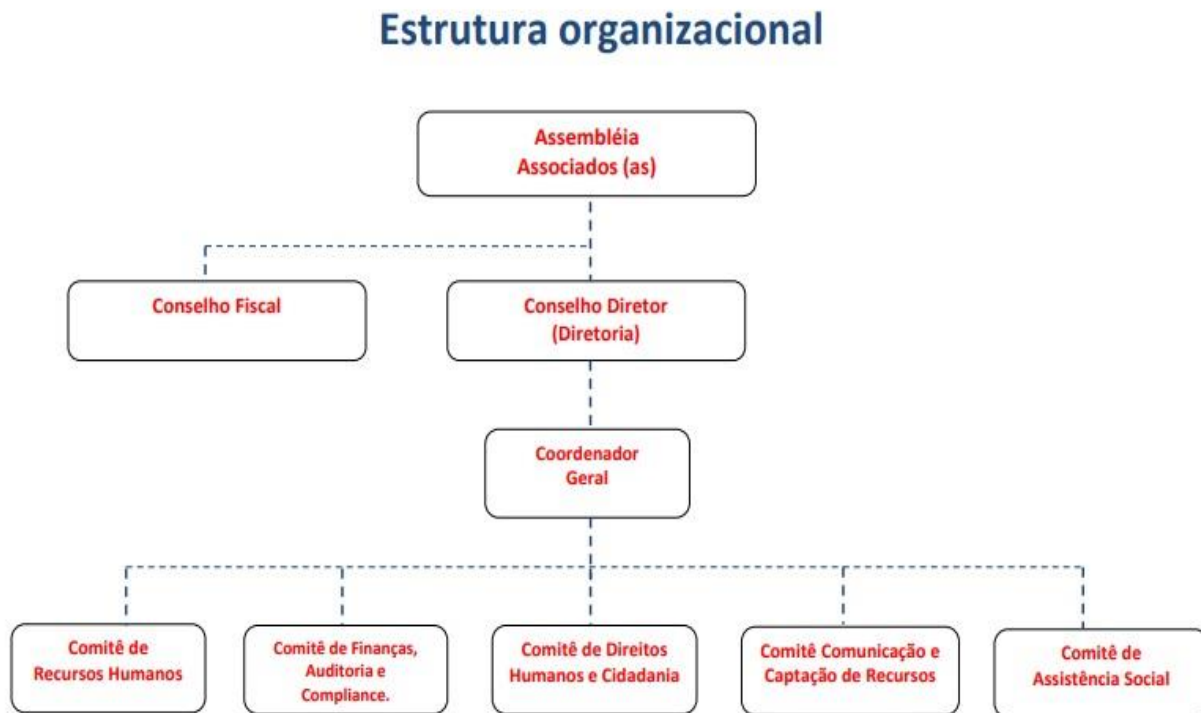 Estrutura organizacional
Assembléia
Associados (as)
Conselho Fiscal
Conselho Diretor
(Diretoria)
Coordenador
Geral
Comitê de
Recursos Humanos
Comitê de Finanças,
Auditoria e
Compliance.
Comitê de Direitos
Humanos e Cidadania
Comitê Comunicação e
Captação de Recursos
Comitê de
Assistência Social